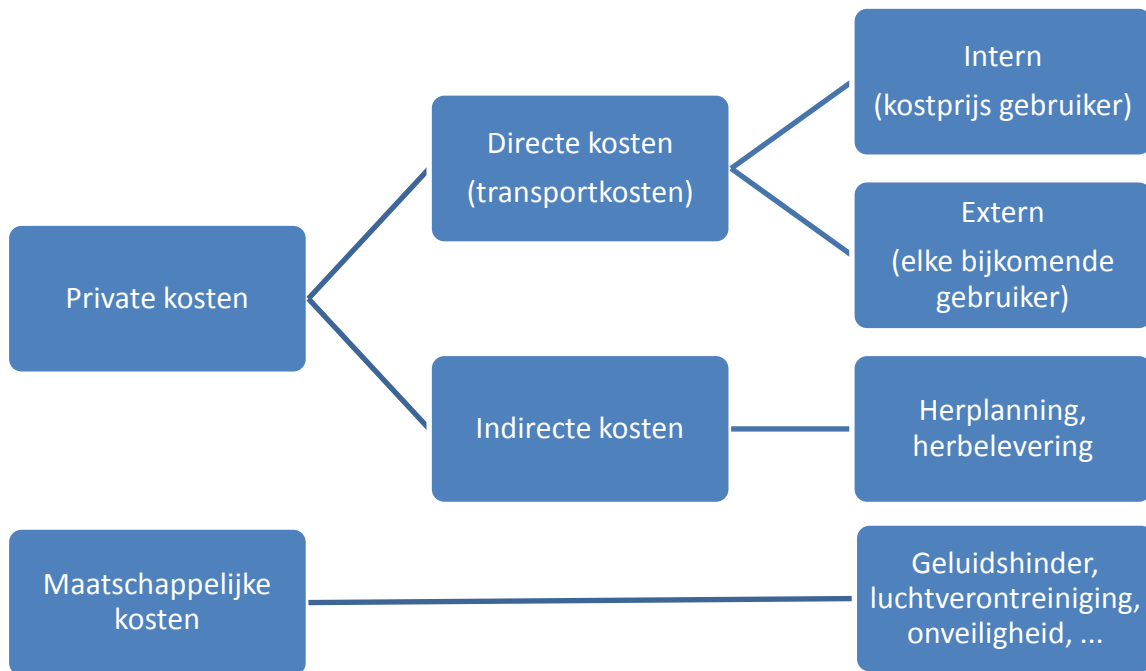 Intern
(kostprijs gebruiker)
Directe kosten
(transportkosten)
Extern
(elke bijkomende
gebruiker)
Private kosten
Indirecte kosten
Herplanning,
herbelevering
Maatschappelijke
kosten
Geluidshinder,
luchtverontreiniging,
onveiligheid, ...